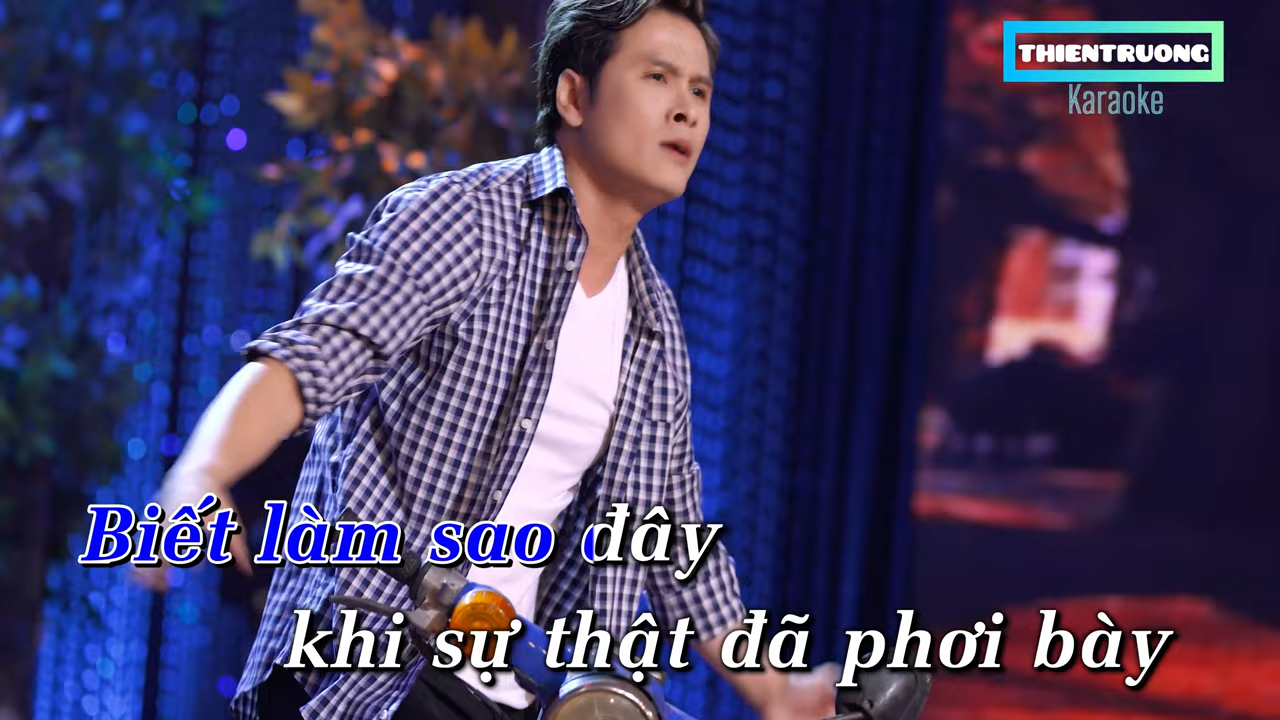 THIENTRUONG
Karaoke
Biết làm sao đây
khi sự thật đã phơi bày